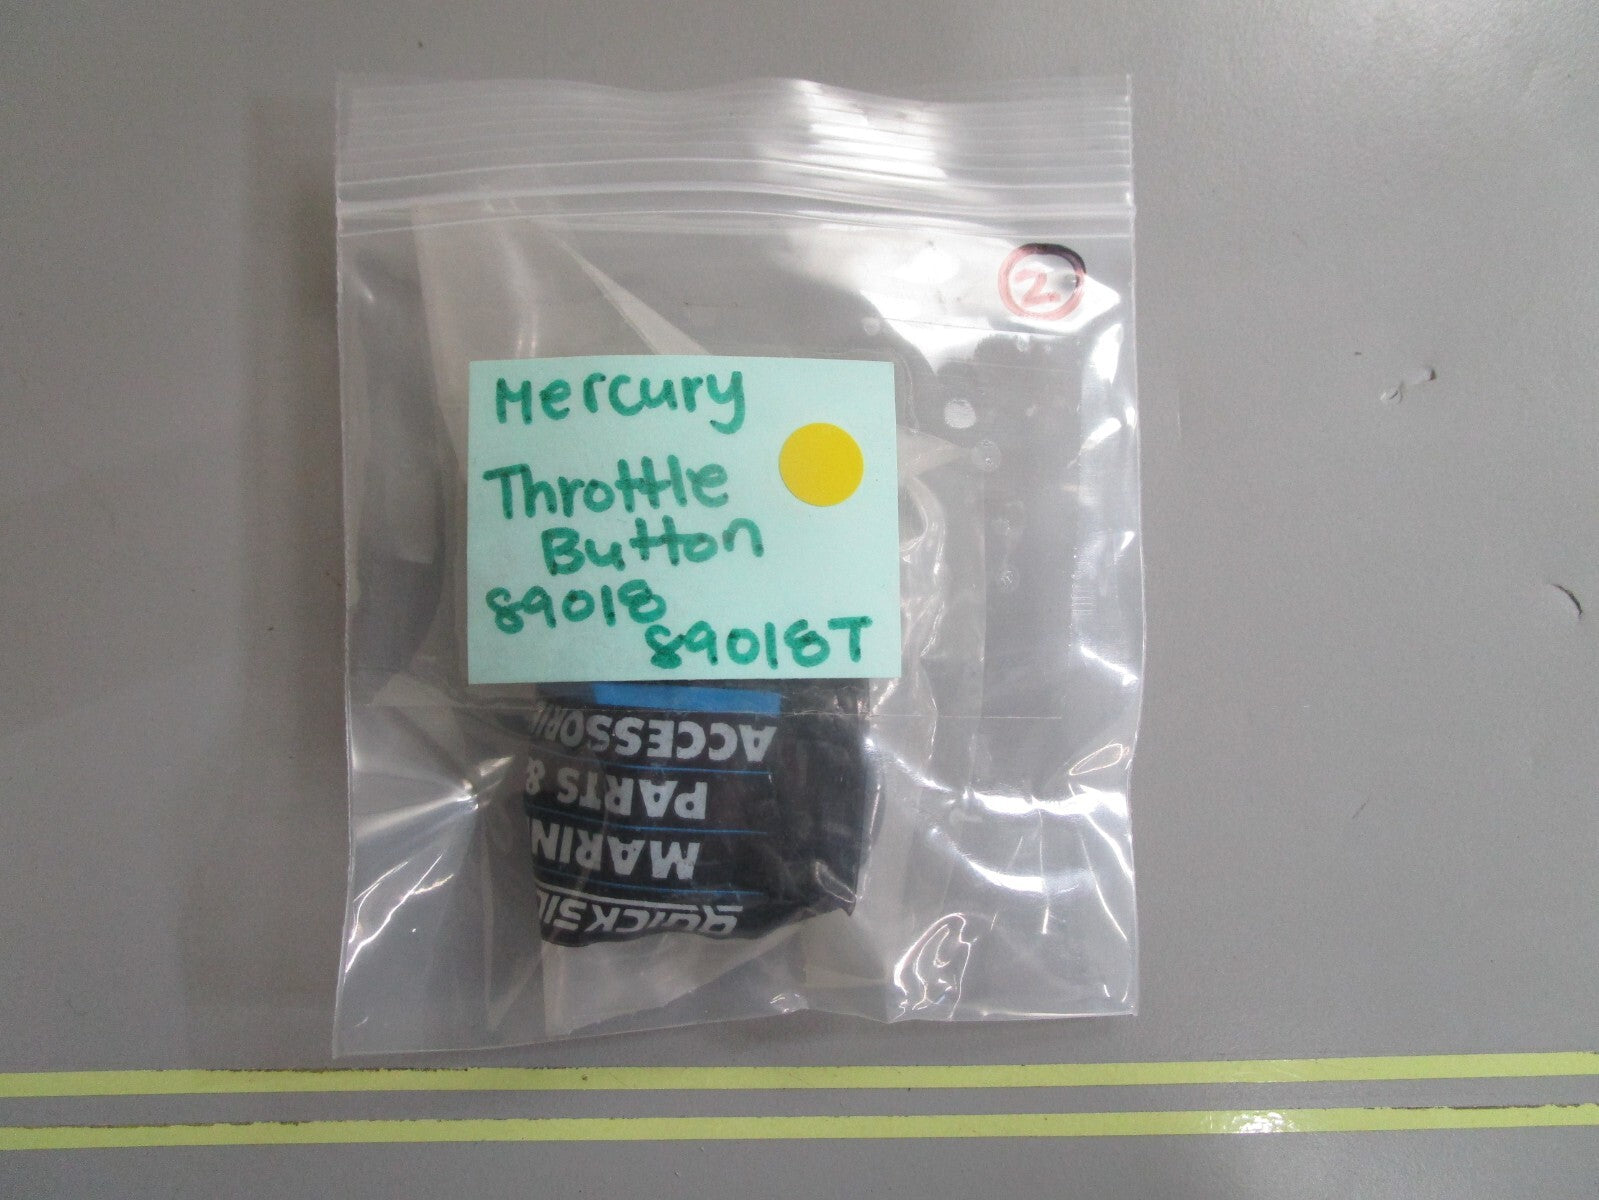 2
Mercury
Throttle
Button
89018
89018T
ACCESSORI
PARTS &
MARIN
QUICKSIL